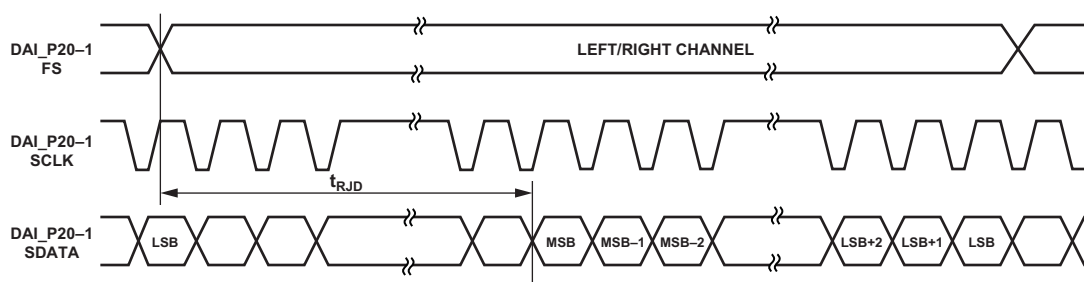 DAI_P20–1
FS
LEFT/RIGHT CHANNEL
DAI_P20–1
SCLK
tRJD
DAI_P20–1
SDATA
LSB
MSB
MSB–1
MSB–2
LSB+2
LSB+1
LSB